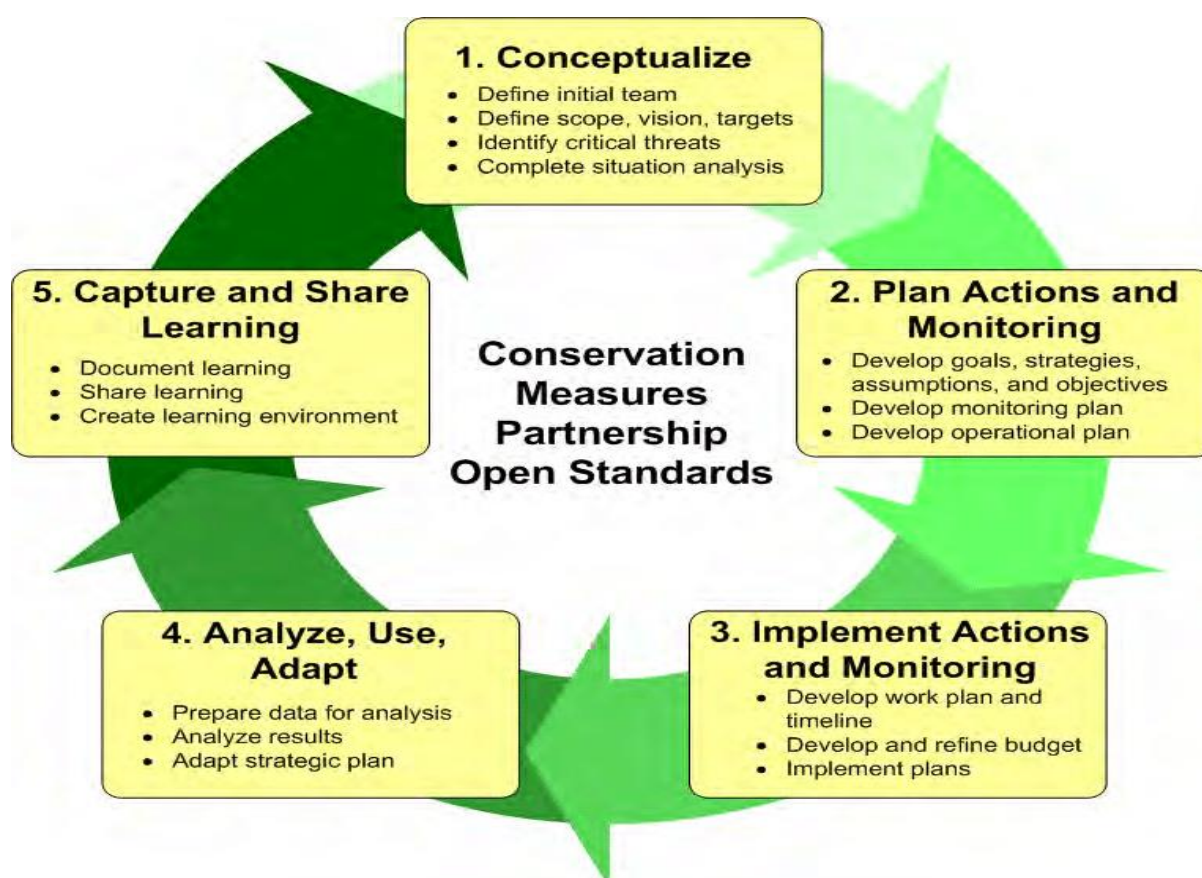 1. Conceptualize
• Define initial team
• Define scope, vision, targets
• Identify critical threats
• Complete situation analysis
2. Plan Actions and
Monitoring
• Develop goals, strategies,
assumptions, and objectives
• Develop monitoring plan
• Develop operational plan
3. Implement Actions
and Monitoring
• Develop work plan and
timeline
• Develop and refine budget
• Implement plans
4. Analyze, Use,
Adapt
• Prepare data for analysis
• Analyze results
• Adapt strategic plan
5. Capture and Share
Learning
• Document learning
• Share learning
• Create learning environment
Conservation
Measures
Partnership
Open Standards